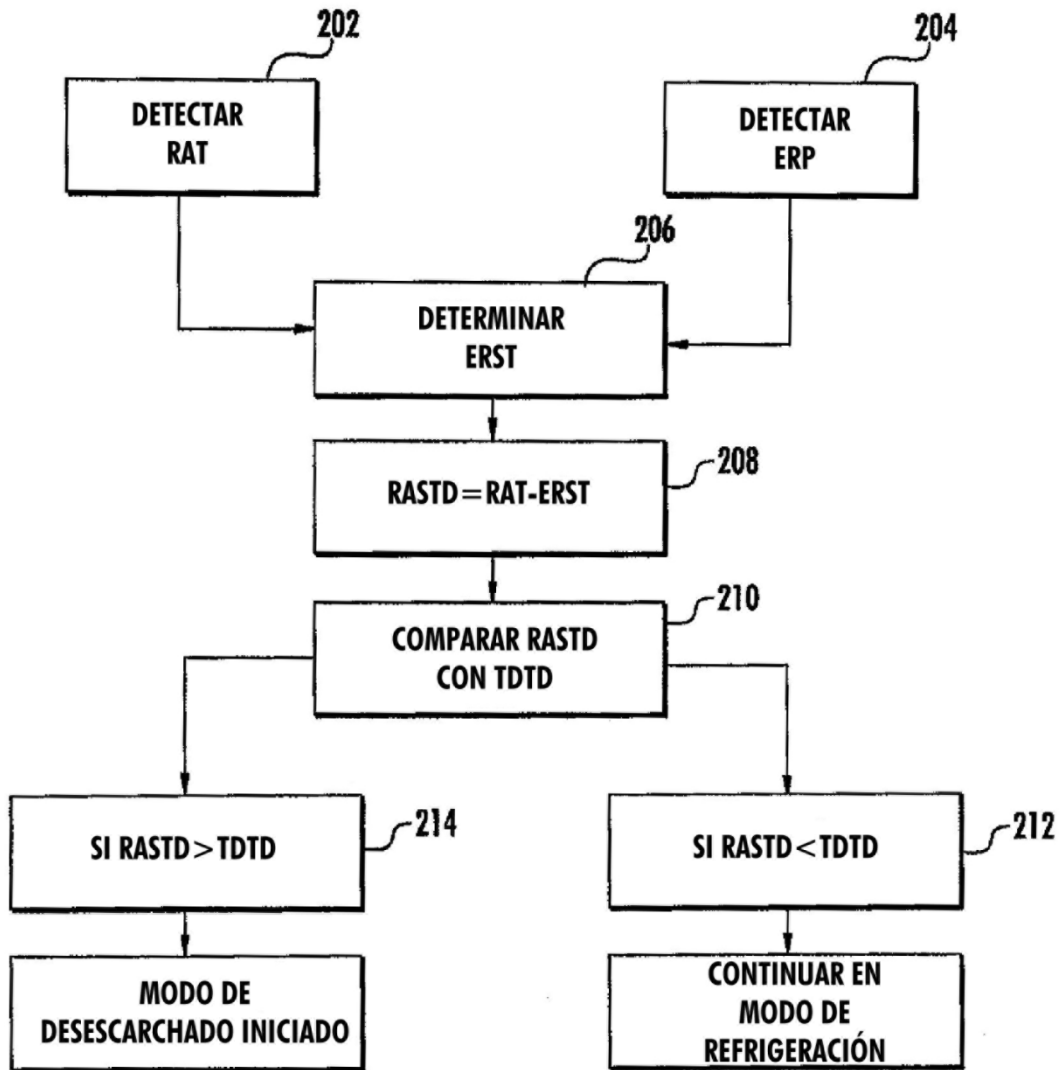 202
204
DETECTAR
RAT
DETECTAR
ERP
206
DETERMINAR
ERST
208
RASTD=RAT-ERST
210
COMPARAR RASTD
CON TDTD
214
SI RASTD>TDTD
212
SI RASTD<TDTD
MODO DE
DESESCARCHADO INICIADO
CONTINUAR EN
MODO DE
REFRIGERACIÓN